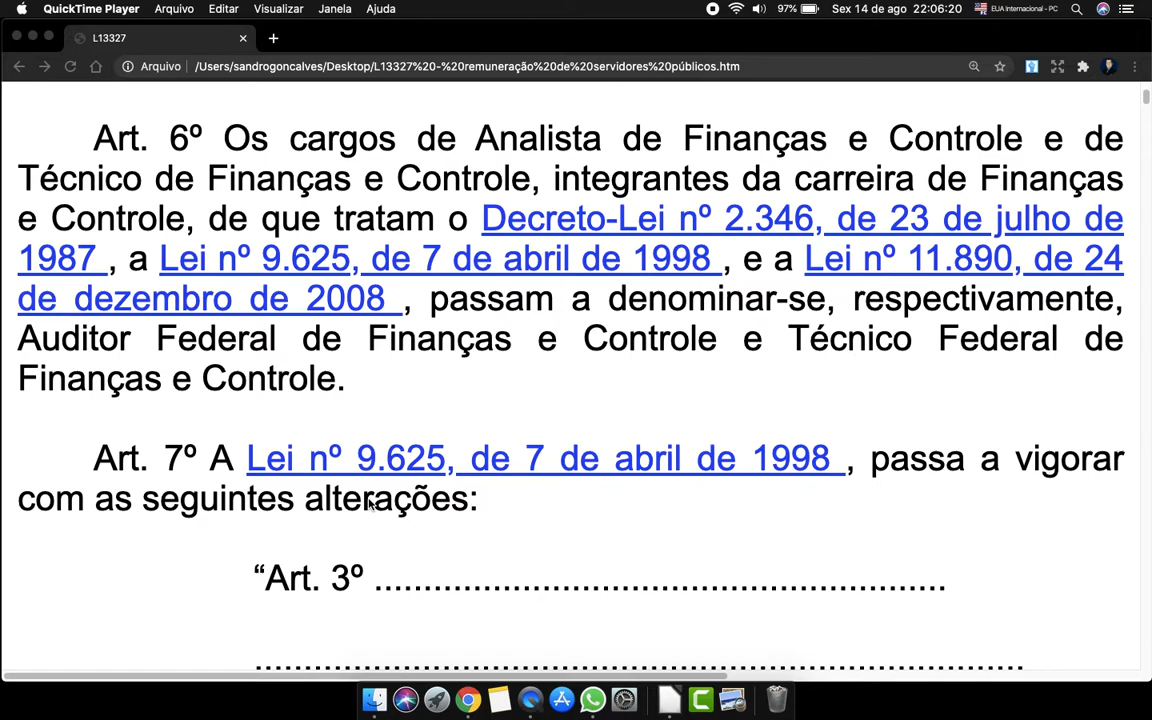 QuickTime Player Arquivo Editar Visualizar Janela Ajuda 97% Sex 14 de ago 22:06:20 EUA Internacional - PC
L13327
Arquivo /Users/sandrogoncalves/Desktop/L13327%20-%20remuneração%20de%20servidores%20públicos.htm
Art. 6º Os cargos de Analista de Finanças e Controle e de
Técnico de Finanças e Controle, integrantes da carreira de Finanças
e Controle, de que tratam o Decreto-Lei nº 2.346, de 23 de julho de
1987 , a Lei nº 9.625, de 7 de abril de 1998 , e a Lei nº 11.890, de 24
de dezembro de 2008 , passam a denominar-se, respectivamente,
Auditor Federal de Finanças e Controle e Técnico Federal de
Finanças e Controle.
Art. 7º A Lei nº 9.625, de 7 de abril de 1998 , passa a vigorar
com as seguintes alterações:
“Art. 3º ..........................................................
..............................................................................